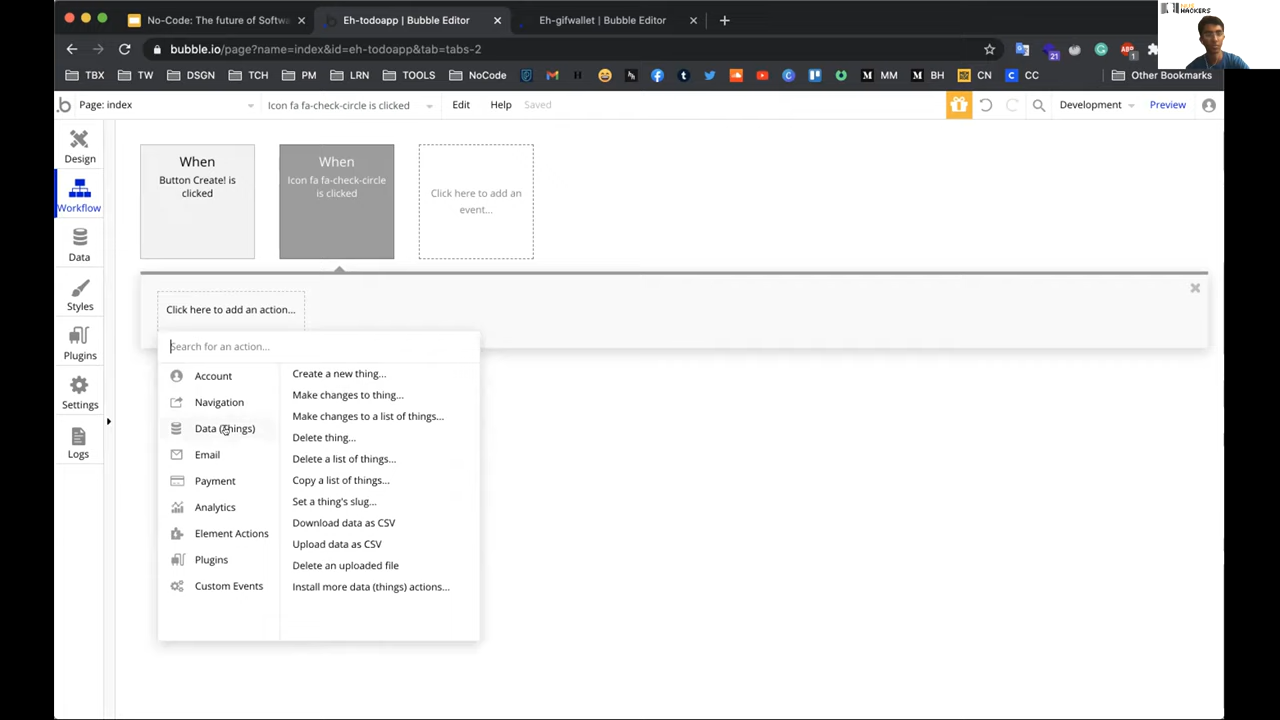 No-Code: The future of Softwa
Eh-todoapp | Bubble Editor
Eh-gifwallet | Bubble Editor
HACKERS
bubble.io/page?name=index&id=eh-todoapp&tab=tabs-2
21
ABP
1
TBX
TW
DSGN
TCH
PM
LRN
TOOLS
NoCode
MM
BH
CN
CC
Other Bookmarks
Page: index
Icon fa fa-check-circle is clicked
Edit
Help
Saved
Development
Preview
Design
Workflow
Data
Styles
Plugins
Settings
Logs
When
Button Create! is
clicked
When
Icon fa fa-check-circle
is clicked
Click here to add an
event...
Click here to add an action...
Search for an action...
Account
Navigation
Data (Things)
Email
Payment
Analytics
Element Actions
Plugins
Custom Events
Create a new thing...
Make changes to thing...
Make changes to a list of things...
Delete thing...
Delete a list of things...
Copy a list of things...
Set a thing's slug...
Download data as CSV
Upload data as CSV
Delete an uploaded file
Install more data (things) actions...